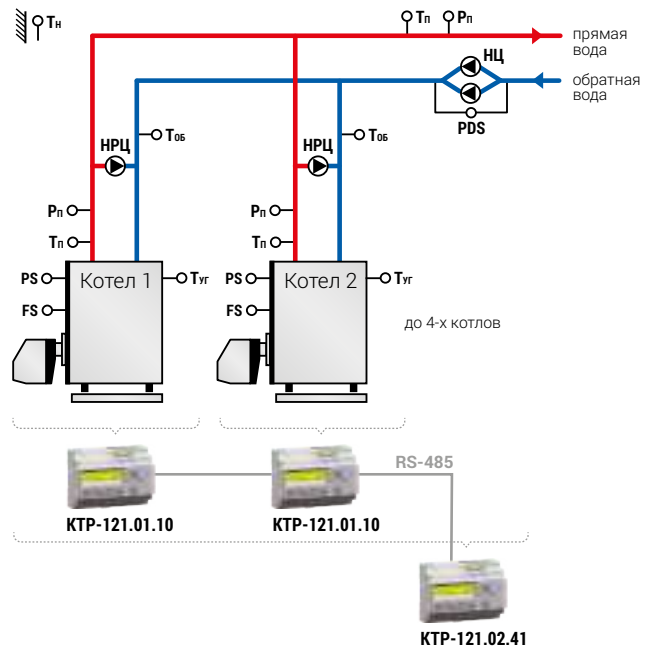 Тн
Тп
Рп
прямая
вода
НЦ
обратная
вода
PDS
НРЦ
Тоб
НРЦ
Тоб
Рп
Тп
Рп
Тп
PS
Котел 1
Туг
PS
Котел 2
Туг
FS
FS
до 4-х котлов
RS-485
КТР-121.01.10
КТР-121.01.10
КТР-121.02.41